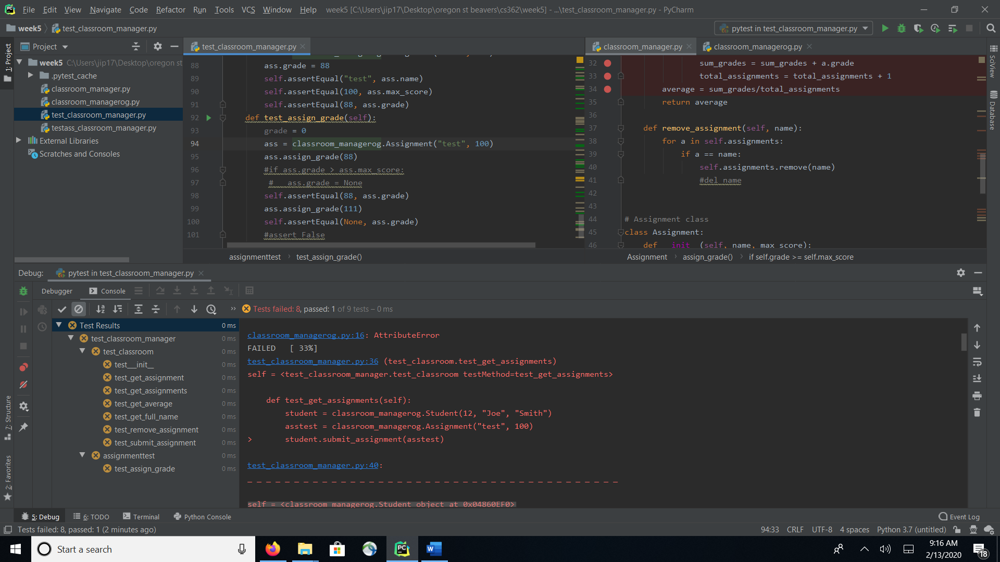 File Edit View Navigate Code Refactor Run Tools VCS Window Help week5 [C:\Users\jip17\Desktop\oregon st beavers\cs362\week5] - ...\test_classroom_manager.py - PyCharm
week5 test_classroom_manager.py
pytest in test_classroom_manager.py
1: Project
Project
week5 C:\Users\jip17\Desktop\oregon st
.pytest_cache
classroom_manager.py
classroom_managerog.py
test_classroom_manager.py
testass_classroom_manager.py
External Libraries
Scratches and Consoles
test_classroom_manager.py
88 ass.grade = 88
89 self.assertEqual("test", ass.name)
90 self.assertEqual(100, ass.max_score)
91 self.assertEqual(88, ass.grade)
92 def test_assign_grade(self):
93 grade = 0
94 ass = classroom_managerog.Assignment("test", 100)
95 ass.assign_grade(88)
96 #if ass.grade > ass.max_score:
97 # ass.grade = None
98 self.assertEqual(88, ass.grade)
99 ass.assign_grade(111)
100 self.assertEqual(None, ass.grade)
101 #assert False
assignmenttest test_assign_grade()
classroom_manager.py classroom_managerog.py
32 sum_grades = sum_grades + a.grade
33 total_assignments = total_assignments + 1
34 average = sum_grades/total_assignments
35 return average
36
37 def remove_assignment(self, name):
38 for a in self.assignments:
39 if a == name:
40 self.assignments.remove(name)
41 #del name
42
43
44 # Assignment class
45 class Assignment:
46 def __init__(self, name, max_score):
Assignment assign_grade() if self.grade >= self.max_score
SciView
Database
Debug: pytest in test_classroom_manager.py
Debugger Console
Tests failed: 8, passed: 1 of 9 tests – 0 ms
Test Results 0 ms
test_classroom_manager 0 ms
test_classroom 0 ms
test__init__ 0 ms
test_get_assignment 0 ms
test_get_assignments 0 ms
test_get_average 0 ms
test_get_full_name 0 ms
test_remove_assignment 0 ms
test_submit_assignment 0 ms
assignmenttest 0 ms
test_assign_grade 0 ms
classroom_managerog.py:16: AttributeError
FAILED [ 33%]
test_classroom_manager.py:36 (test_classroom.test_get_assignments)
self = <test_classroom_manager.test_classroom testMethod=test_get_assignments>
def test_get_assignments(self):
student = classroom_managerog.Student(12, "Joe", "Smith")
asstest = classroom_managerog.Assignment("test", 100)
> student.submit_assignment(asstest)
test_classroom_manager.py:40:
_ _ _ _ _ _ _ _ _ _ _ _ _ _ _ _ _ _ _ _ _ _ _ _ _ _ _ _ _ _ _ _ _ _ _ _ _ _ _ _
self = <classroom_managerog.Student object at 0x04860EF0>
7: Structure
2: Favorites
5: Debug 6: TODO Terminal Python Console Event Log
Tests failed: 8, passed: 1 (2 minutes ago) 94:33 CRLF UTF-8 4 spaces Python 3.7 (untitled)
Start a search
9:16 AM
2/13/2020
18